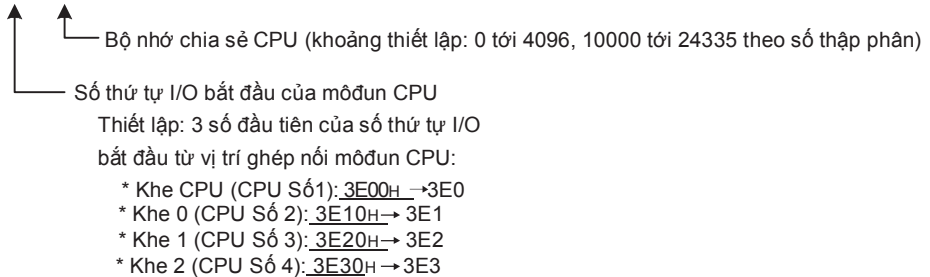 Bộ nhớ chia sẻ CPU (khoảng thiết lập: 0 tới 4096, 10000 tới 24335 theo số thập phân)
Số thứ tự I/O bắt đầu của môđun CPU
Thiết lập: 3 số đầu tiên của số thứ tự I/O
bắt đầu từ vị trí ghép nối môđun CPU:
* Khe CPU (CPU Số1): 3E00H →3E0
* Khe 0 (CPU Số 2): 3E10H→ 3E1
* Khe 1 (CPU Số 3): 3E20H→ 3E2
* Khe 2 (CPU Số 4): 3E30H →3E3